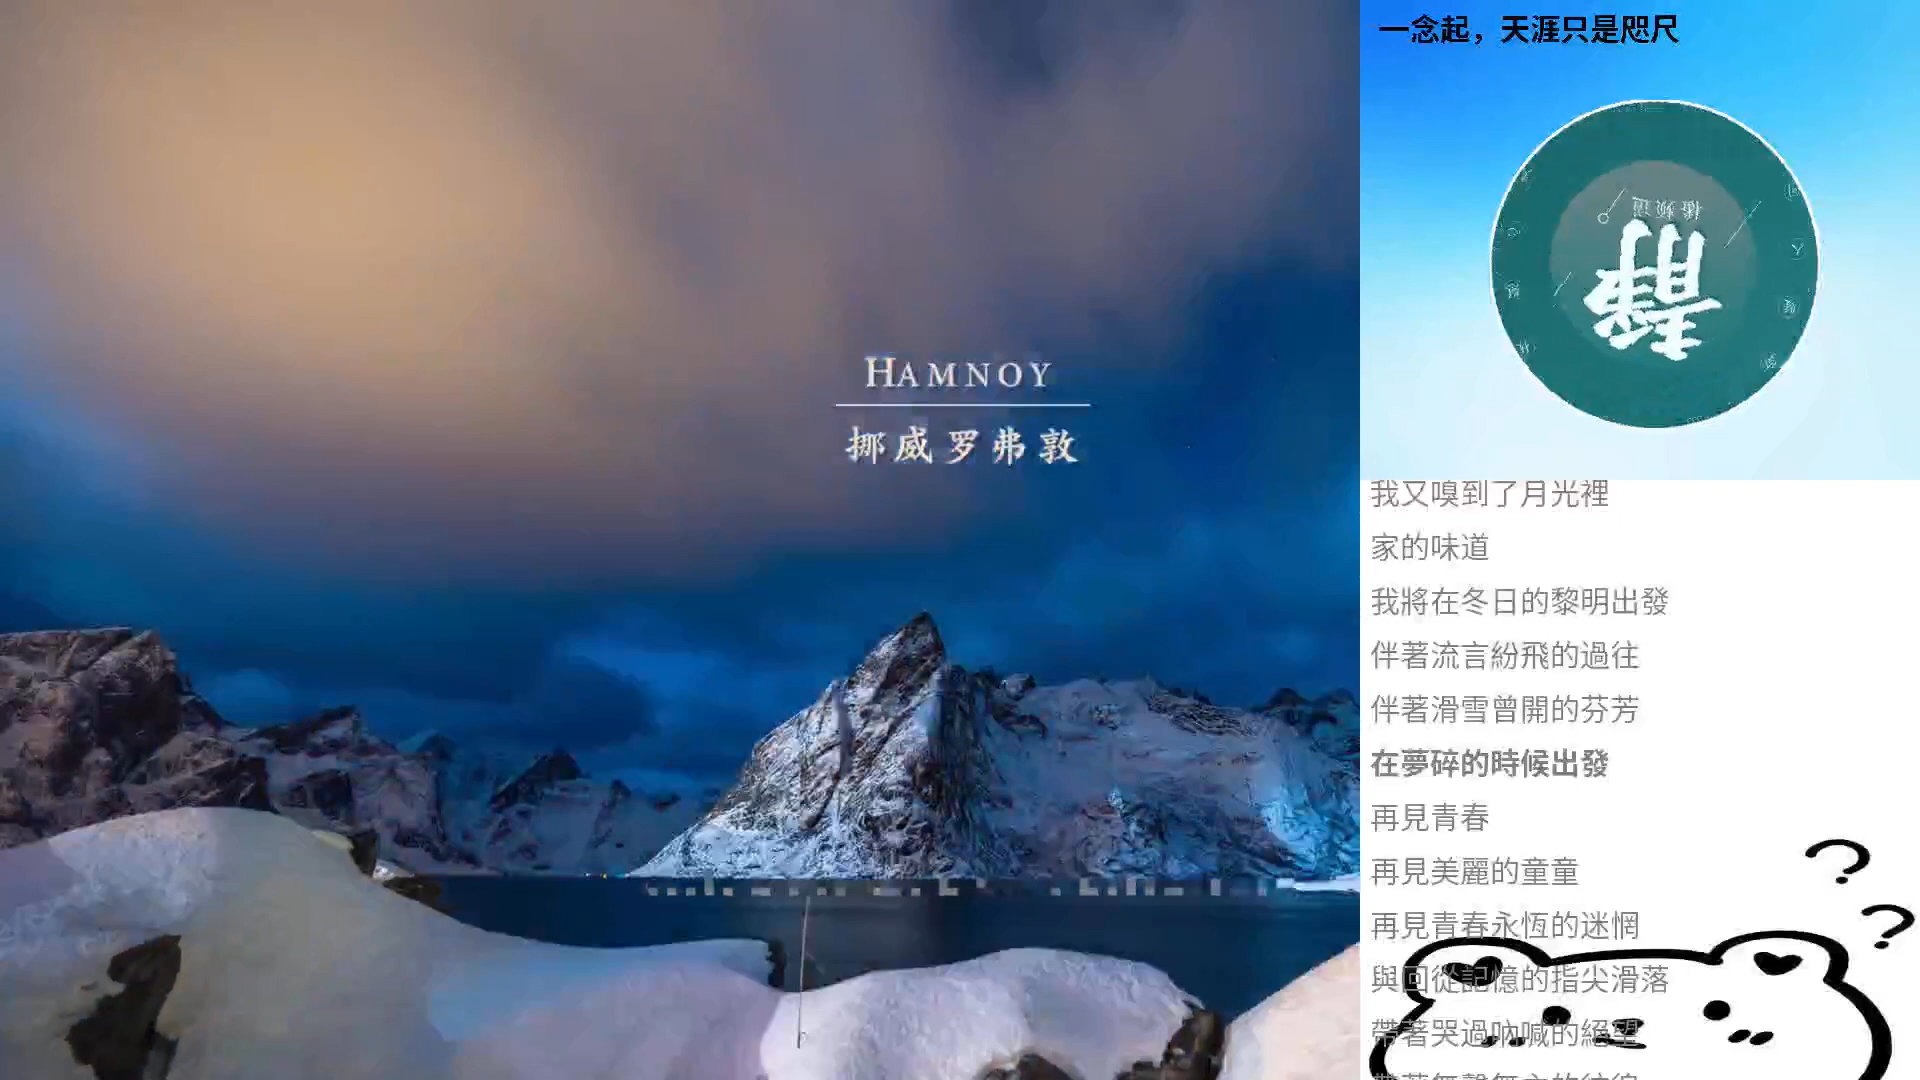 HAMNOY
挪威罗弗敦
一念起，天涯只是咫尺
静
播频道
我又嗅到了月光裡
家的味道
我將在冬日的黎明出發
伴著流言紛飛的過往
伴著滑雪曾開的芬芳
在夢碎的時候出發
再見青春
再見美麗的童童
再見青春永恆的迷惘
與回從記憶的指尖滑落
帶著哭過吶喊的絕望